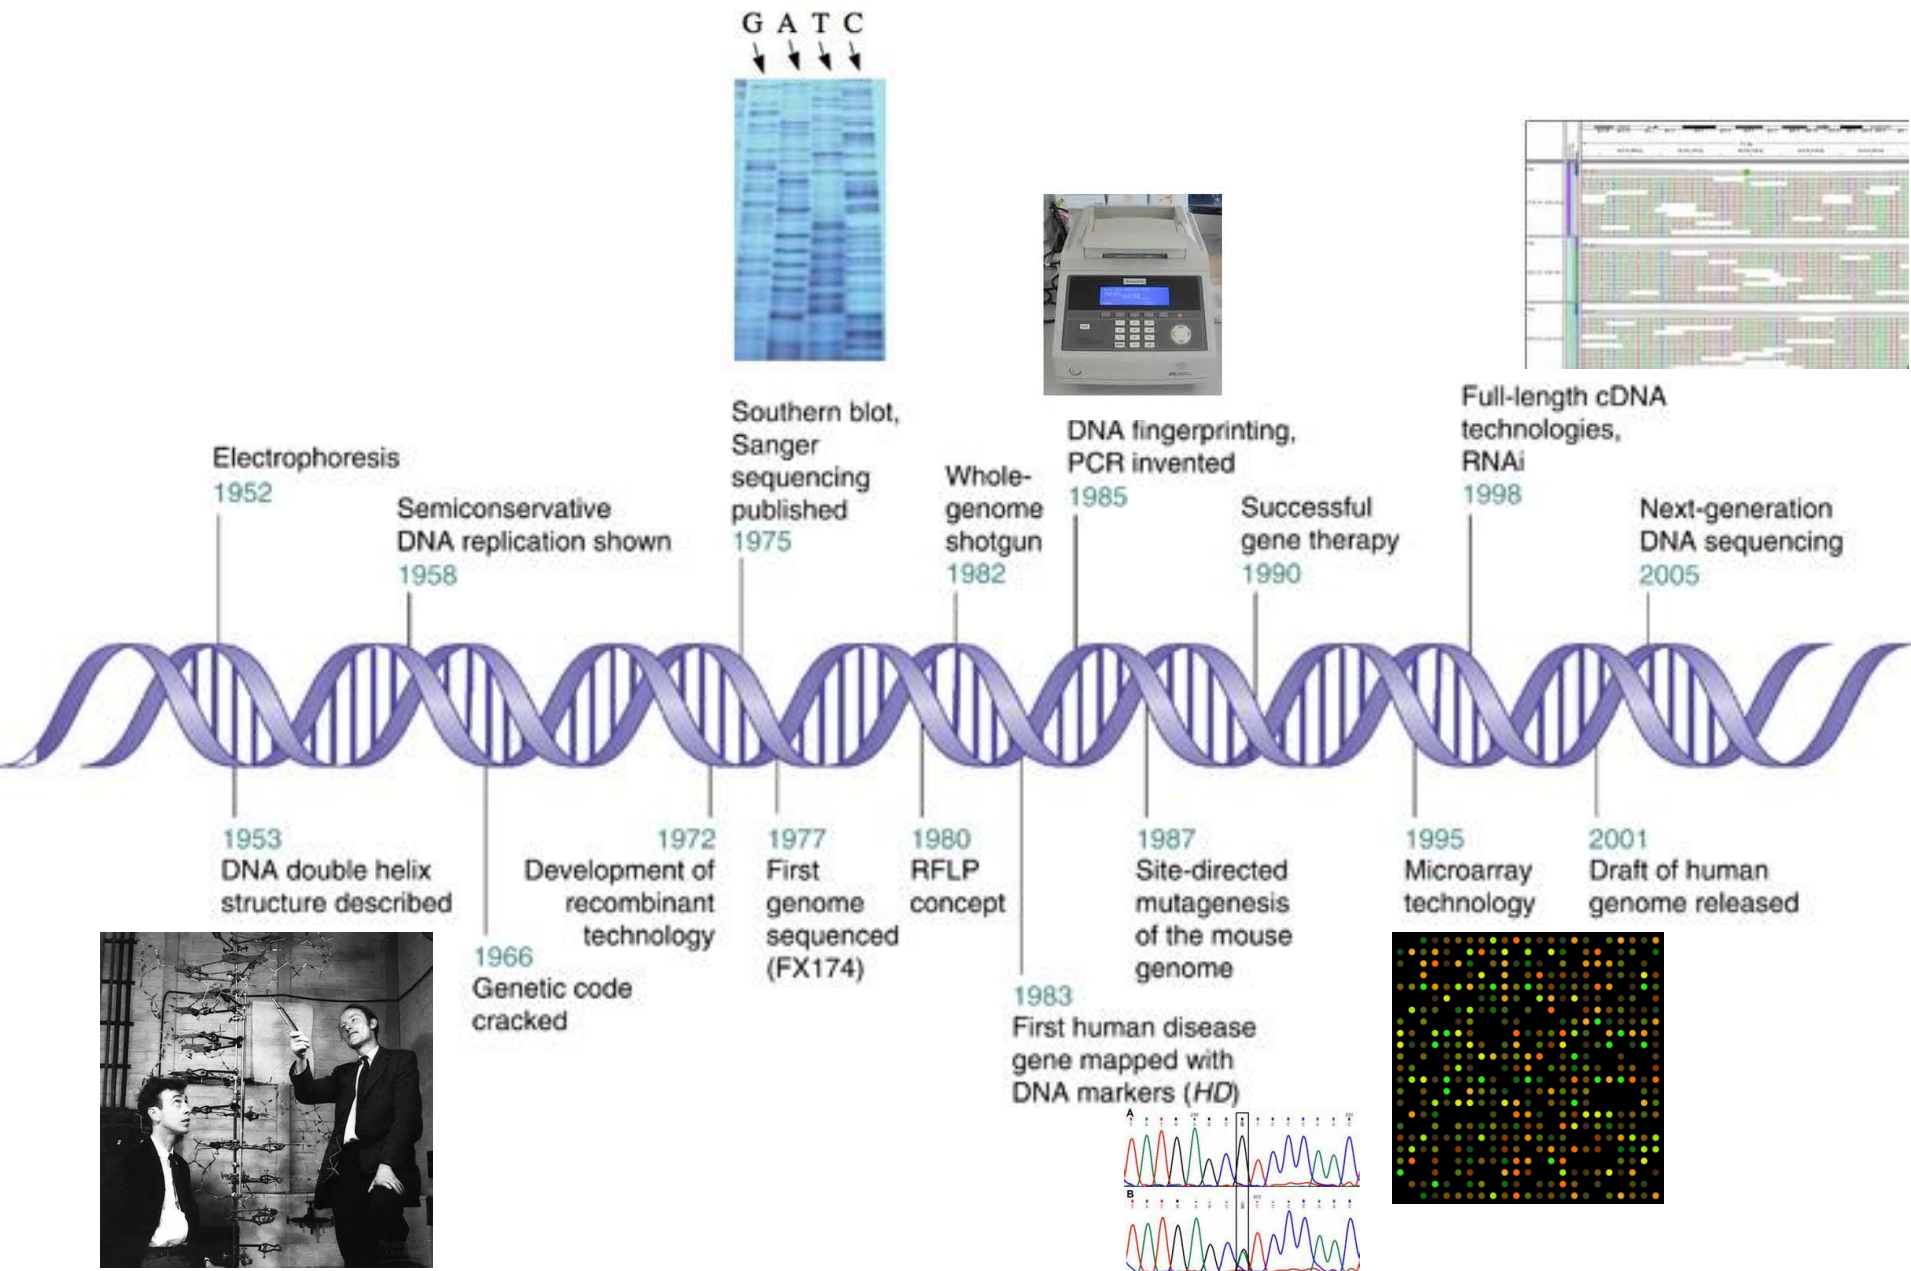 G A T C
Electrophoresis
1952
Semiconservative
DNA replication shown
1958
Southern blot,
Sanger
sequencing
published
1975
Whole-
genome
shotgun
1982
DNA fingerprinting,
PCR invented
1985
Successful
gene therapy
1990
Full-length cDNA
technologies,
RNAi
1998
Next-generation
DNA sequencing
2005
1953
DNA double helix
structure described
1966
Genetic code
cracked
1972
Development of
recombinant
technology
1977
First
genome
sequenced
(FX174)
1980
RFLP
concept
1983
First human disease
gene mapped with
DNA markers (HD)
1987
Site-directed
mutagenesis
of the mouse
genome
1995
Microarray
technology
2001
Draft of human
genome released
A
B